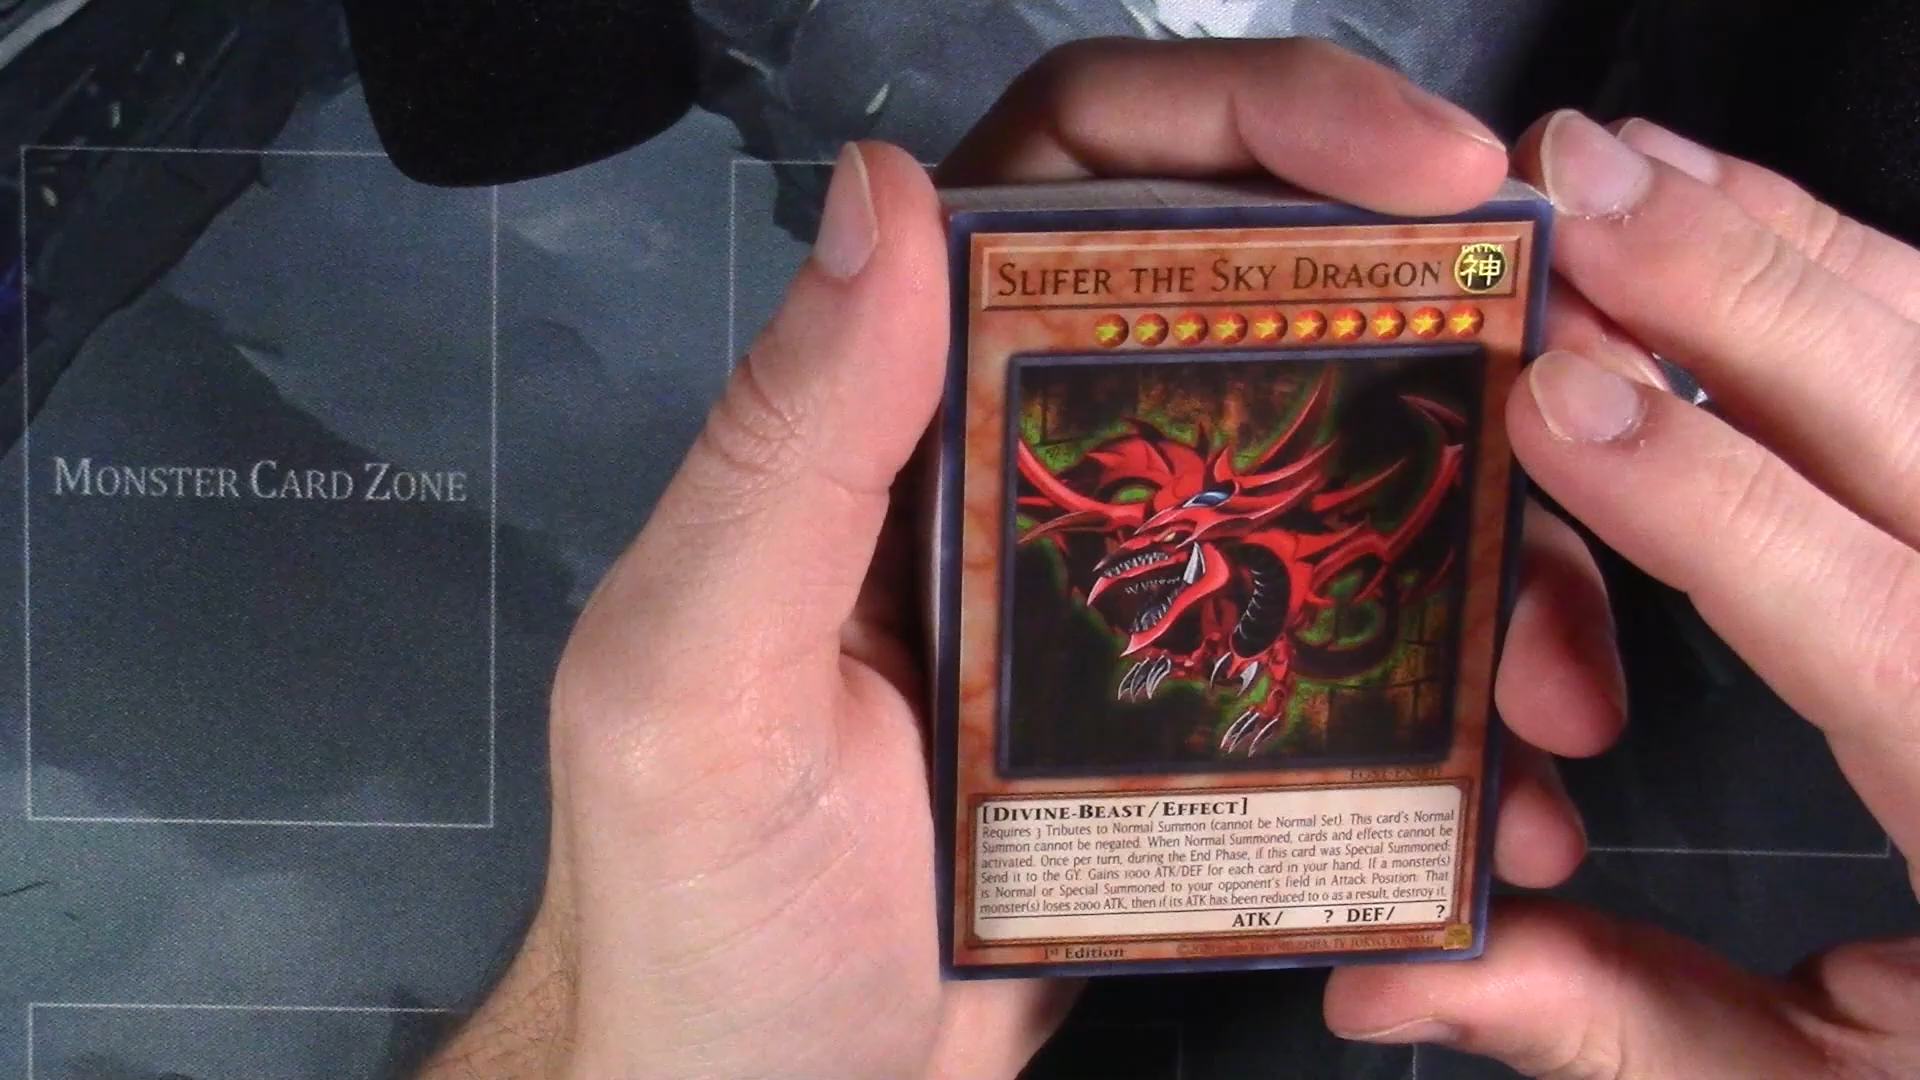 MONSTER CARD ZONE
SLIFER THE SKY DRAGON
DIVINE
神
[DIVINE-BEAST/EFFECT]
Requires 3 Tributes to Normal Summon (cannot be Normal Set). This card's Normal
Summon cannot be negated. When Normal Summoned, cards and effects cannot be
activated. Once per turn, during the End Phase, if this card was Special Summoned:
Send it to the GY. Gains 1000 ATK/DEF for each card in your hand. If a monster(s)
is Normal or Special Summoned to your opponent's field in Attack Position: That
monster(s) loses 2000 ATK, then if its ATK has been reduced to 0 as a result, destroy it.
ATK/ ? DEF/ ?
1st Edition
TV TOKYO, KONAMI